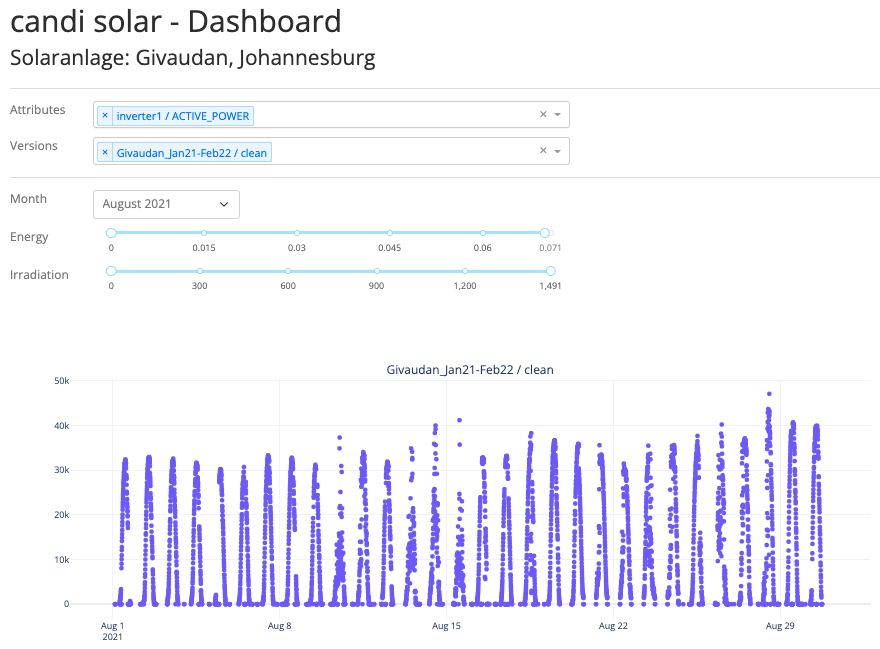 candi solar - Dashboard
Solaranlage: Givaudan, Johannesburg
Attributes
× inverter1 / ACTIVE_POWER ×
Versions
× Givaudan_Jan21-Feb22 / clean ×
Month
August 2021
Energy
0 0.015 0.03 0.045 0.06 0.071
Irradiation
0 300 600 900 1,200 1,491
Givaudan_Jan21-Feb22 / clean
50k
40k
30k
20k
10k
0
Aug 1 Aug 8 Aug 15 Aug 22 Aug 29
2021